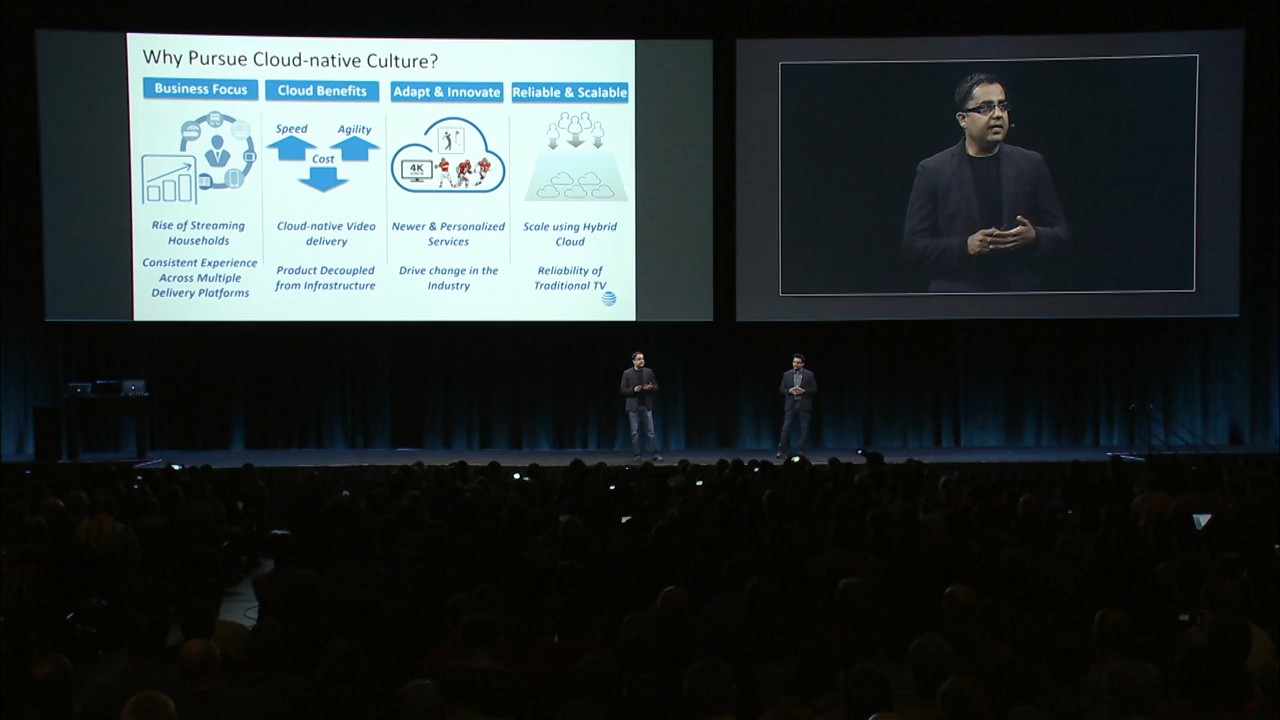 Why Pursue Cloud-native Culture?
Business Focus
Cloud Benefits
Adapt & Innovate
Reliable & Scalable
Speed
Agility
Cost
4K
Rise of Streaming
Households
Cloud-native Video
delivery
Newer & Personalized
Services
Scale using Hybrid
Cloud
Consistent Experience
Across Multiple
Delivery Platforms
Product Decoupled
from Infrastructure
Drive change in the
Industry
Reliability of
Traditional TV